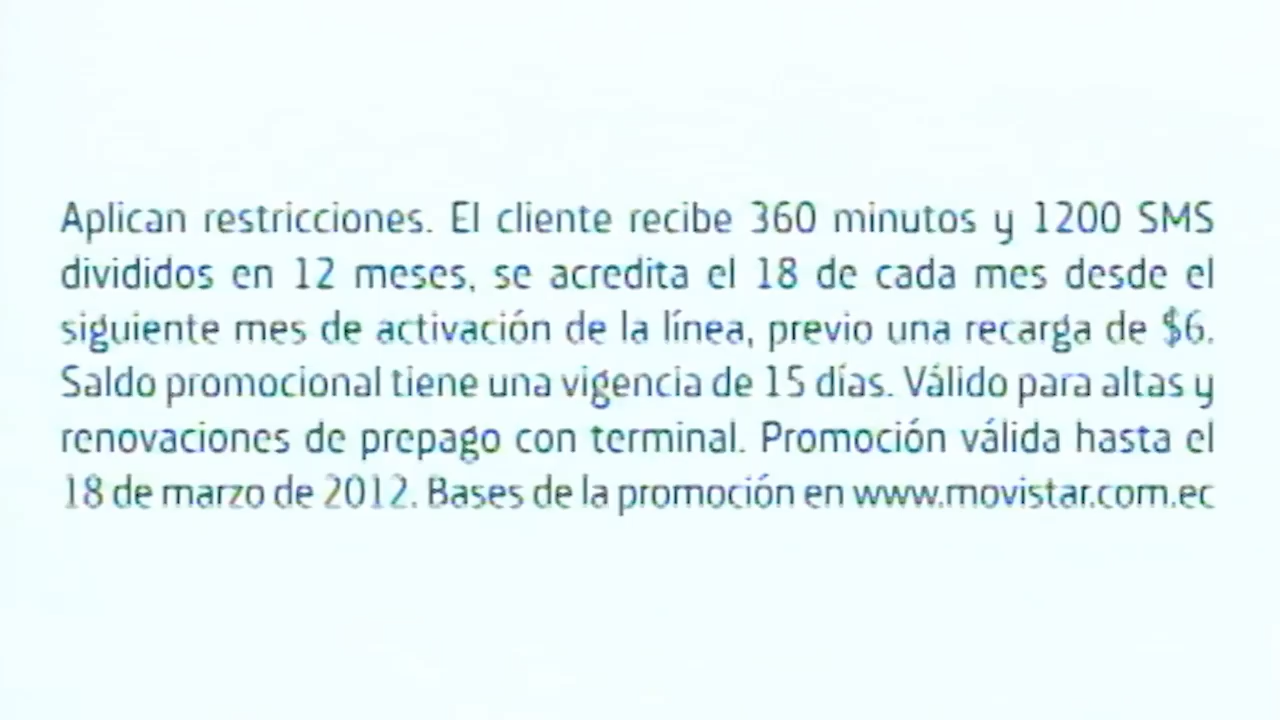 Aplican restricciones. El cliente recibe 360 minutos y 1200 SMS
divididos en 12 meses, se acredita el 18 de cada mes desde el
siguiente mes de activación de la línea, previo una recarga de $6.
Saldo promocional tiene una vigencia de 15 días. Válido para altas y
renovaciones de prepago con terminal. Promoción válida hasta el
18 de marzo de 2012. Bases de la promoción en www.movistar.com.ec